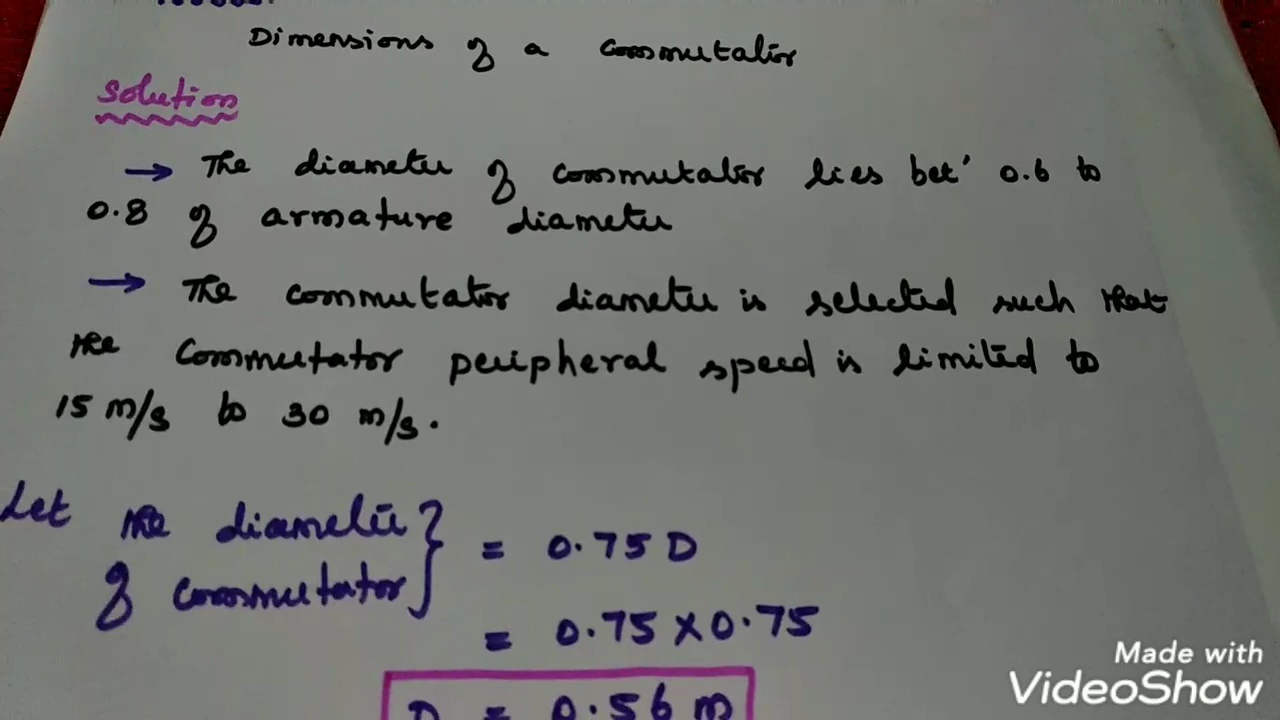 Dimensions of a commutator
Solution
→ The diameter of commutator lies bet' 0.6 to
0.8 of armature diameter
→ The commutator diameter is selected such that
the commutator peripheral speed is limited to
15 m/s to 30 m/s.
Let the diameter
of commutator } = 0.75 D
= 0.75 × 0.75
D = 0.56 m
Made with
VideoShow